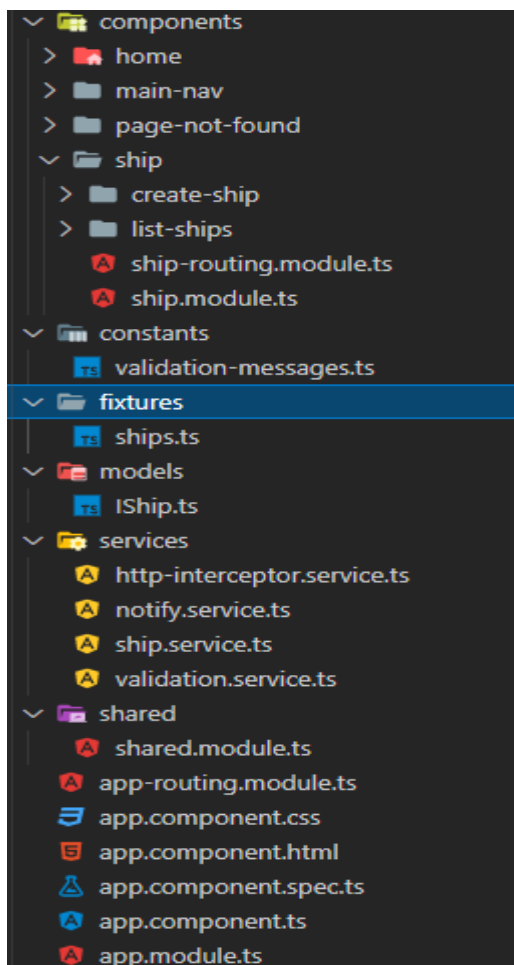 components
home
main-nav
page-not-found
ship
create-ship
list-ships
ship-routing.module.ts
ship.module.ts
constants
TS validation-messages.ts
fixtures
TS ships.ts
models
TS IShip.ts
services
http-interceptor.service.ts
notify.service.ts
ship.service.ts
validation.service.ts
shared
shared.module.ts
app-routing.module.ts
app.component.css
app.component.html
app.component.spec.ts
app.component.ts
app.module.ts